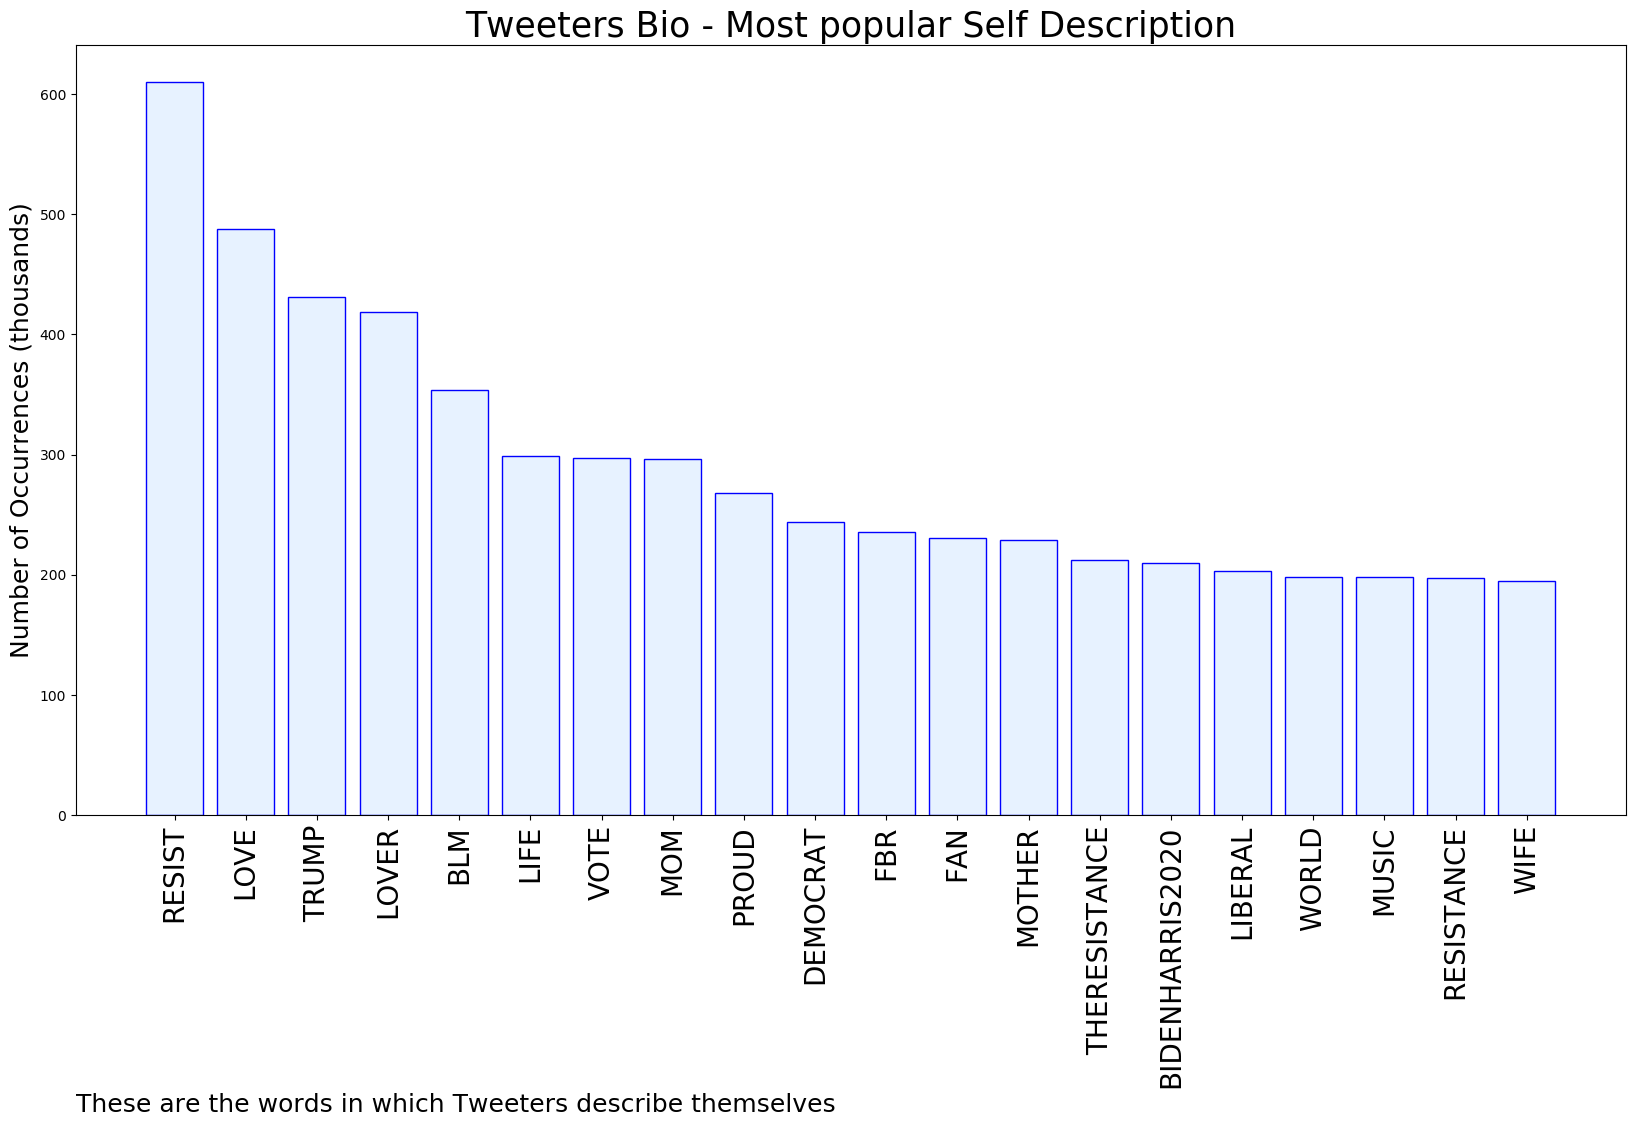 Tweeters Bio - Most popular Self Description
Number of Occurrences (thousands)
600
500
400
300
200
100
0
RESIST
LOVE
TRUMP
LOVER
BLM
LIFE
VOTE
MOM
PROUD
DEMOCRAT
FBR
FAN
MOTHER
THERESISTANCE
BIDENHARRIS2020
LIBERAL
WORLD
MUSIC
RESISTANCE
WIFE
These are the words in which Tweeters describe themselves